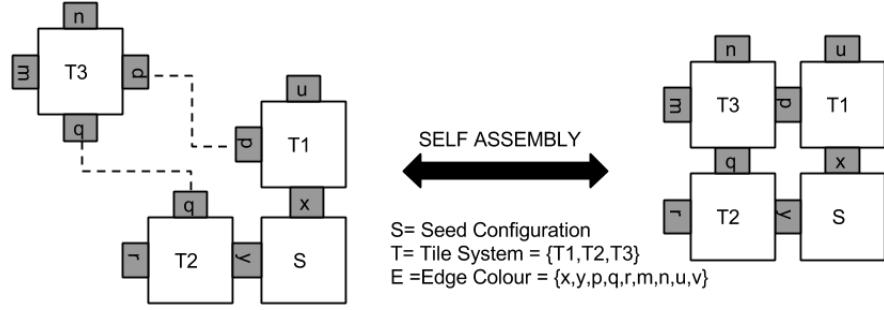 n
m T3 p
q
u
p T1
x
q
r T2 y S
SELF ASSEMBLY
S= Seed Configuration
T= Tile System = {T1,T2,T3}
E =Edge Colour = {x,y,p,q,r,m,n,u,v}
n u
m T3 p T1
q x
r T2 y S